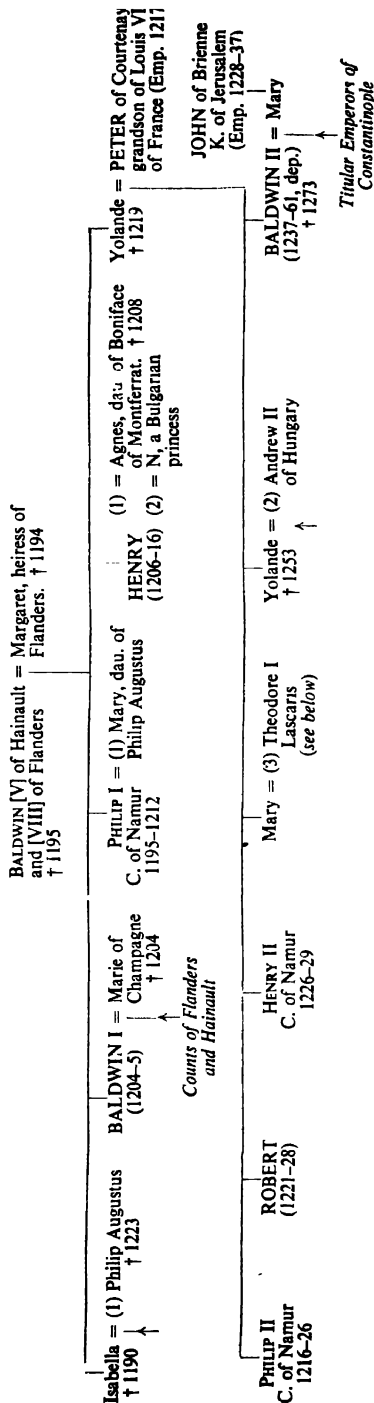 BALDWIN [V] of Hainault = Margaret, heiress of
and [VIII] of Flanders Flanders. † 1194
† 1195
Isabella = (1) Philip Augustus
† 1190 † 1223
BALDWIN I = Marie of
(1204–5) Champagne
† 1204
Counts of Flanders
and Hainault
PHILIP I = (1) Mary, dau. of
C. of Namur Philip Augustus
1195–1212
HENRY
(1206–16)
(1) = Agnes, dau of Boniface
of Montferrat. † 1208
(2) = N, a Bulgarian
princess
Yolande = PETER of Courtenay
† 1219 grandson of Louis VI
of France (Emp. 1217
PHILIP II
C. of Namur
1216–26
ROBERT
(1221–28)
HENRY II
C. of Namur
1226–29
Mary = (3) Theodore I
Lascaris
(see below)
Yolande = (2) Andrew II
† 1253 of Hungary
JOHN of Brienne
K. of Jerusalem
(Emp. 1228–37)
BALDWIN II = Mary
(1237–61, dep.)
† 1273
Titular Emperors of
Constantinople